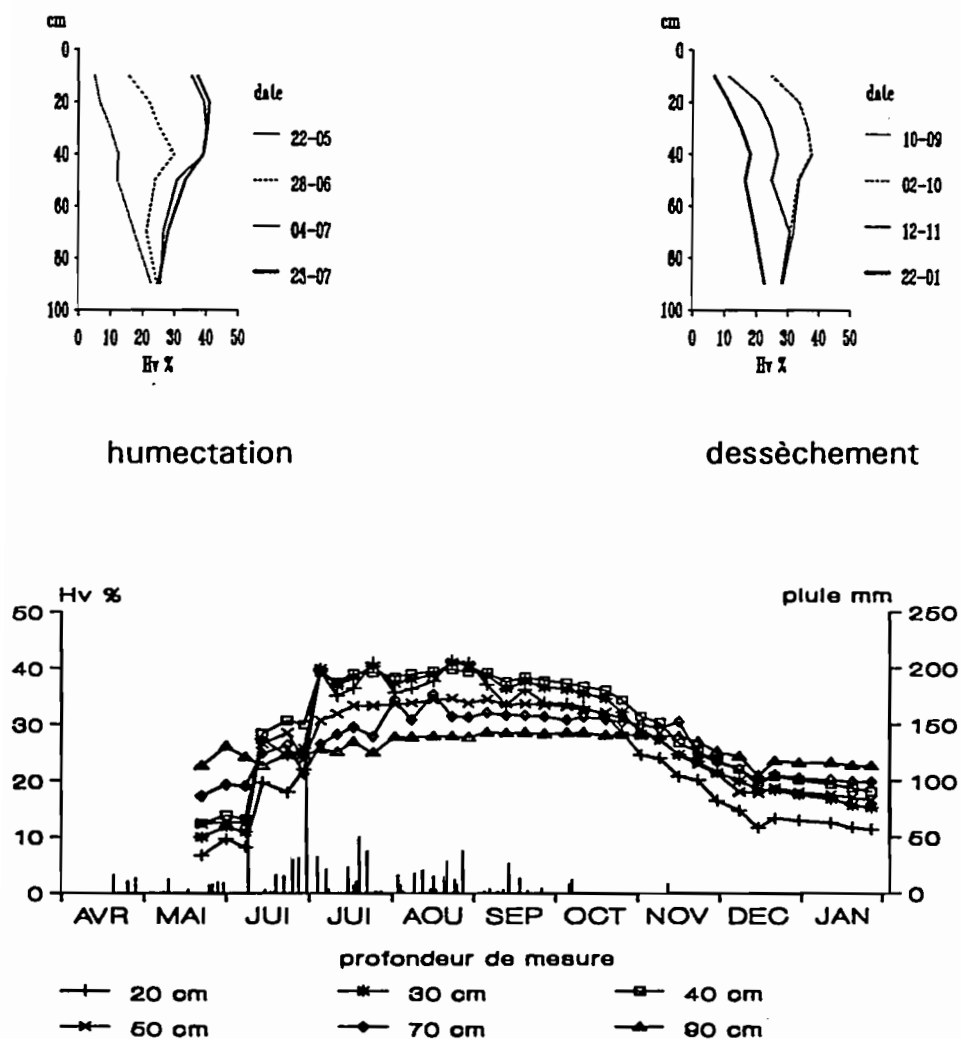 cm
0
20
40
60
80
100
0 10 20 30 40 50
Hv %
date
22-05
28-06
04-07
23-07
humectation
cm
0
20
40
60
80
100
0 10 20 30 40 50
Hv %
date
10-09
02-10
12-11
22-01
dessèchement
Hv %
50
40
30
20
10
0
pluie mm
250
200
150
100
50
0
AVR MAI JUI JUI AOU SEP OCT NOV DEC JAN
profondeur de mesure
20 cm 30 cm 40 cm
50 cm 70 cm 90 cm